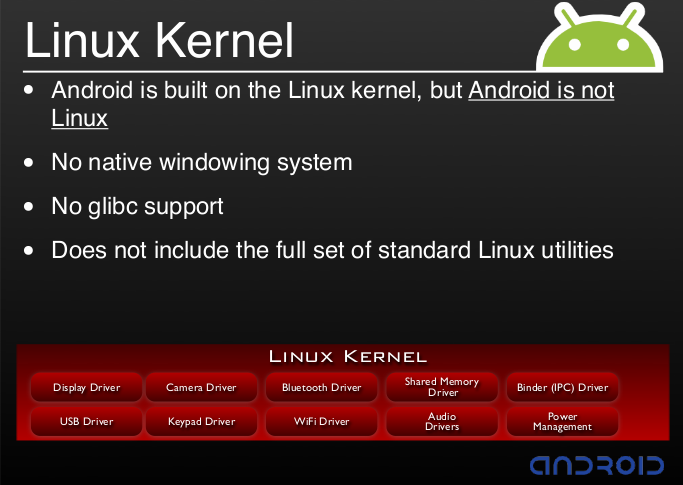 Linux Kernel
• Android is built on the Linux kernel, but Android is not
Linux
• No native windowing system
• No glibc support
• Does not include the full set of standard Linux utilities
LINUX KERNEL
Display Driver
Camera Driver
Bluetooth Driver
Shared Memory
Driver
Binder (IPC) Driver
USB Driver
Keypad Driver
WiFi Driver
Audio
Drivers
Power
Management
ANDROID